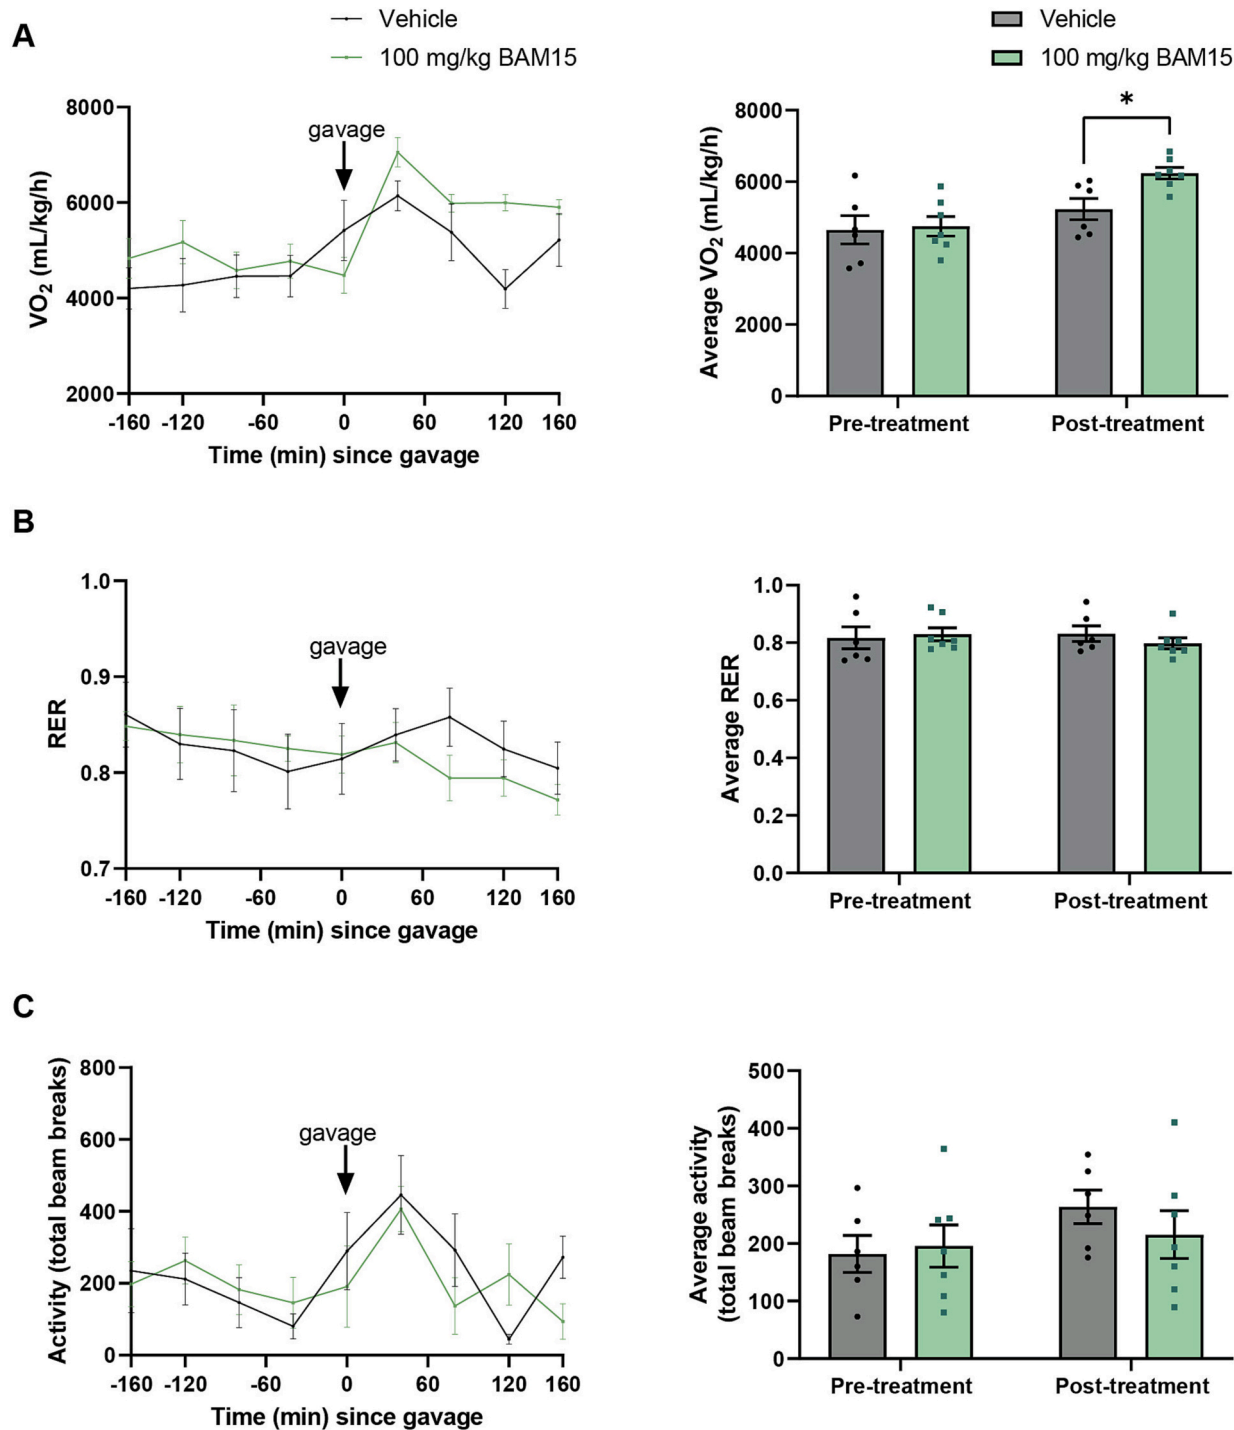 A
Vehicle
100 mg/kg BAM15
VO2 (mL/kg/h)
8000
6000
4000
2000
gavage
-160 -120 -60 0 60 120 160
Time (min) since gavage
Vehicle
100 mg/kg BAM15
Average VO2 (mL/kg/h)
8000
6000
4000
2000
0
*
Pre-treatment Post-treatment
B
RER
1.0
0.9
0.8
0.7
gavage
-160 -120 -60 0 60 120 160
Time (min) since gavage
Average RER
1.0
0.8
0.6
0.4
0.2
0.0
Pre-treatment Post-treatment
C
Activity (total beam breaks)
800
600
400
200
0
gavage
-160 -120 -60 0 60 120 160
Time (min) since gavage
Average activity
(total beam breaks)
500
400
300
200
100
0
Pre-treatment Post-treatment